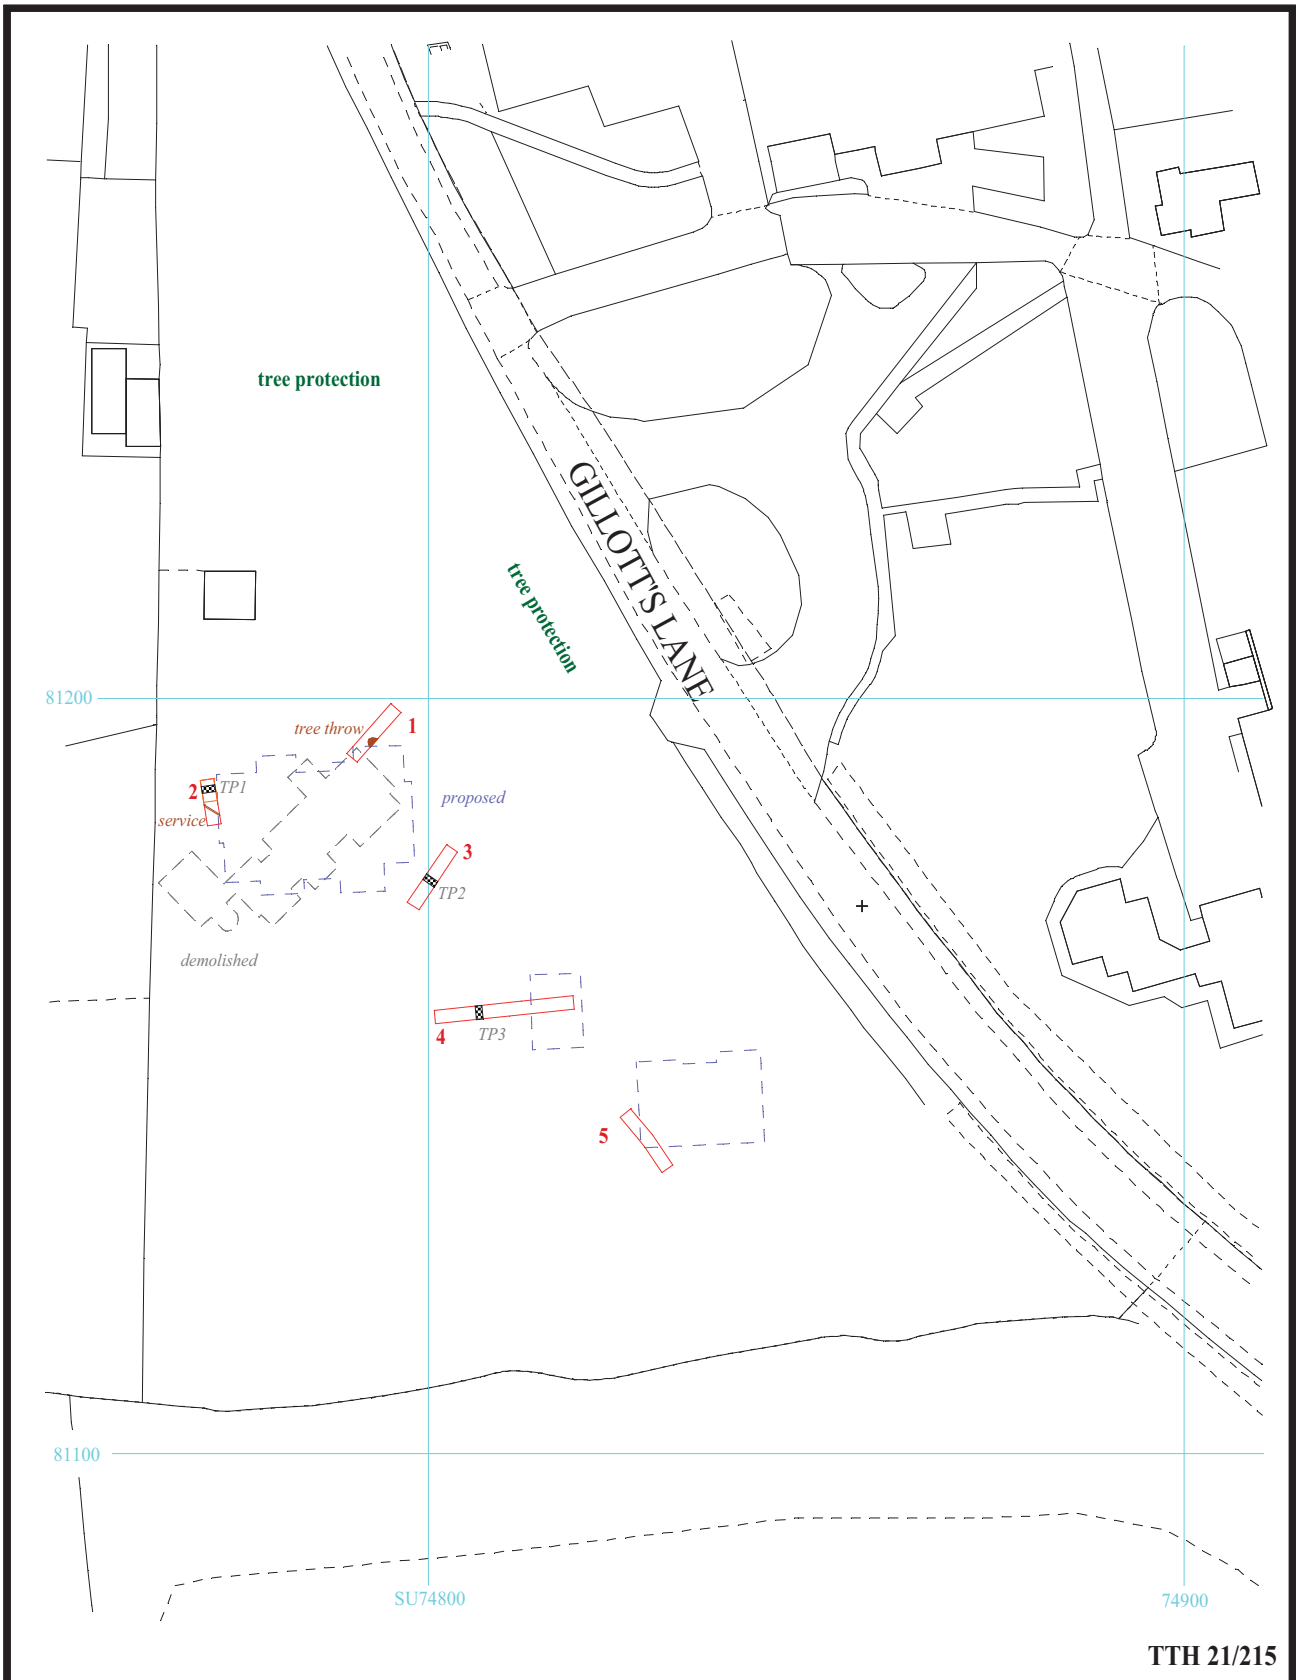 tree protection
GILLOTT'S LANE
tree protection
81200
tree throw
1
2
TP1
proposed
service
3
TP2
demolished
4
TP3
5
81100
SU74800
74900
TTH 21/215